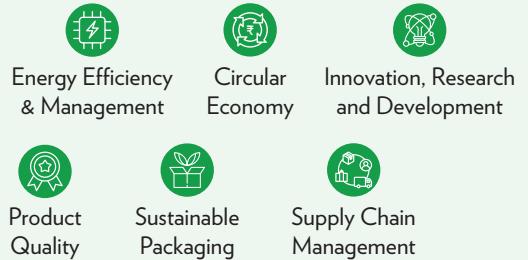 Energy Efficiency
& Management
Circular
Economy
Innovation, Research
and Development
Product
Quality
Sustainable
Packaging
Supply Chain
Management